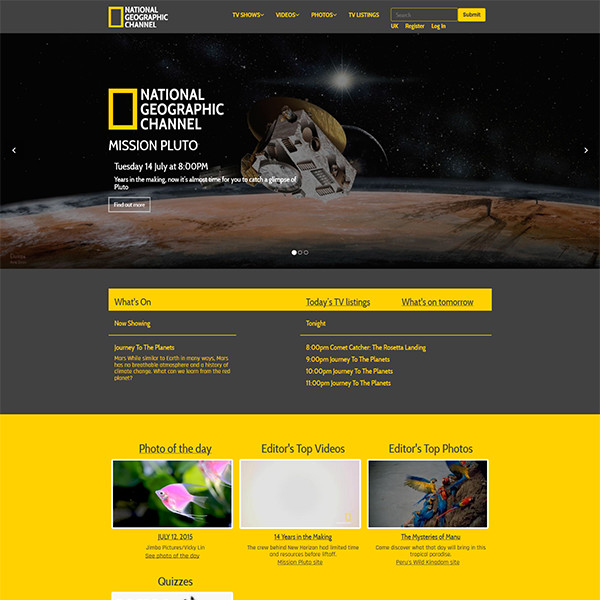 NATIONAL
GEOGRAPHIC
CHANNEL
TV SHOWS
VIDEOS
PHOTOS
TV LISTINGS
Search
Submit
UK Register Log In
NATIONAL
GEOGRAPHIC
CHANNEL
MISSION PLUTO
Tuesday 14 July at 8:00PM
Years in the making, now it's almost time for you to catch a glimpse of
Pluto
Find out more
What's On
Today's TV listings
What's on tomorrow
Now Showing
Tonight
Journey To The Planets
Mars While similar to Earth in many ways, Mars
has no breathable atmosphere and a history of
climate change. What can we learn from the red
planet?
8:00pm Comet Catcher: The Rosetta Landing
9:00pm Journey To The Planets
10:00pm Journey To The Planets
11:00pm Journey To The Planets
Photo of the day
JULY 12, 2015
Jimbo Pictures/Vicky Lin
See photo of the day
Editor's Top Videos
14 Years in the Making
The crew behind New Horizon had limited time
and resources before liftoff.
Mission Pluto site
Editor's Top Photos
The Mysteries of Manu
Come discover what that day will bring in this
tropical paradise.
Peru's Wild Kingdom site
Quizzes